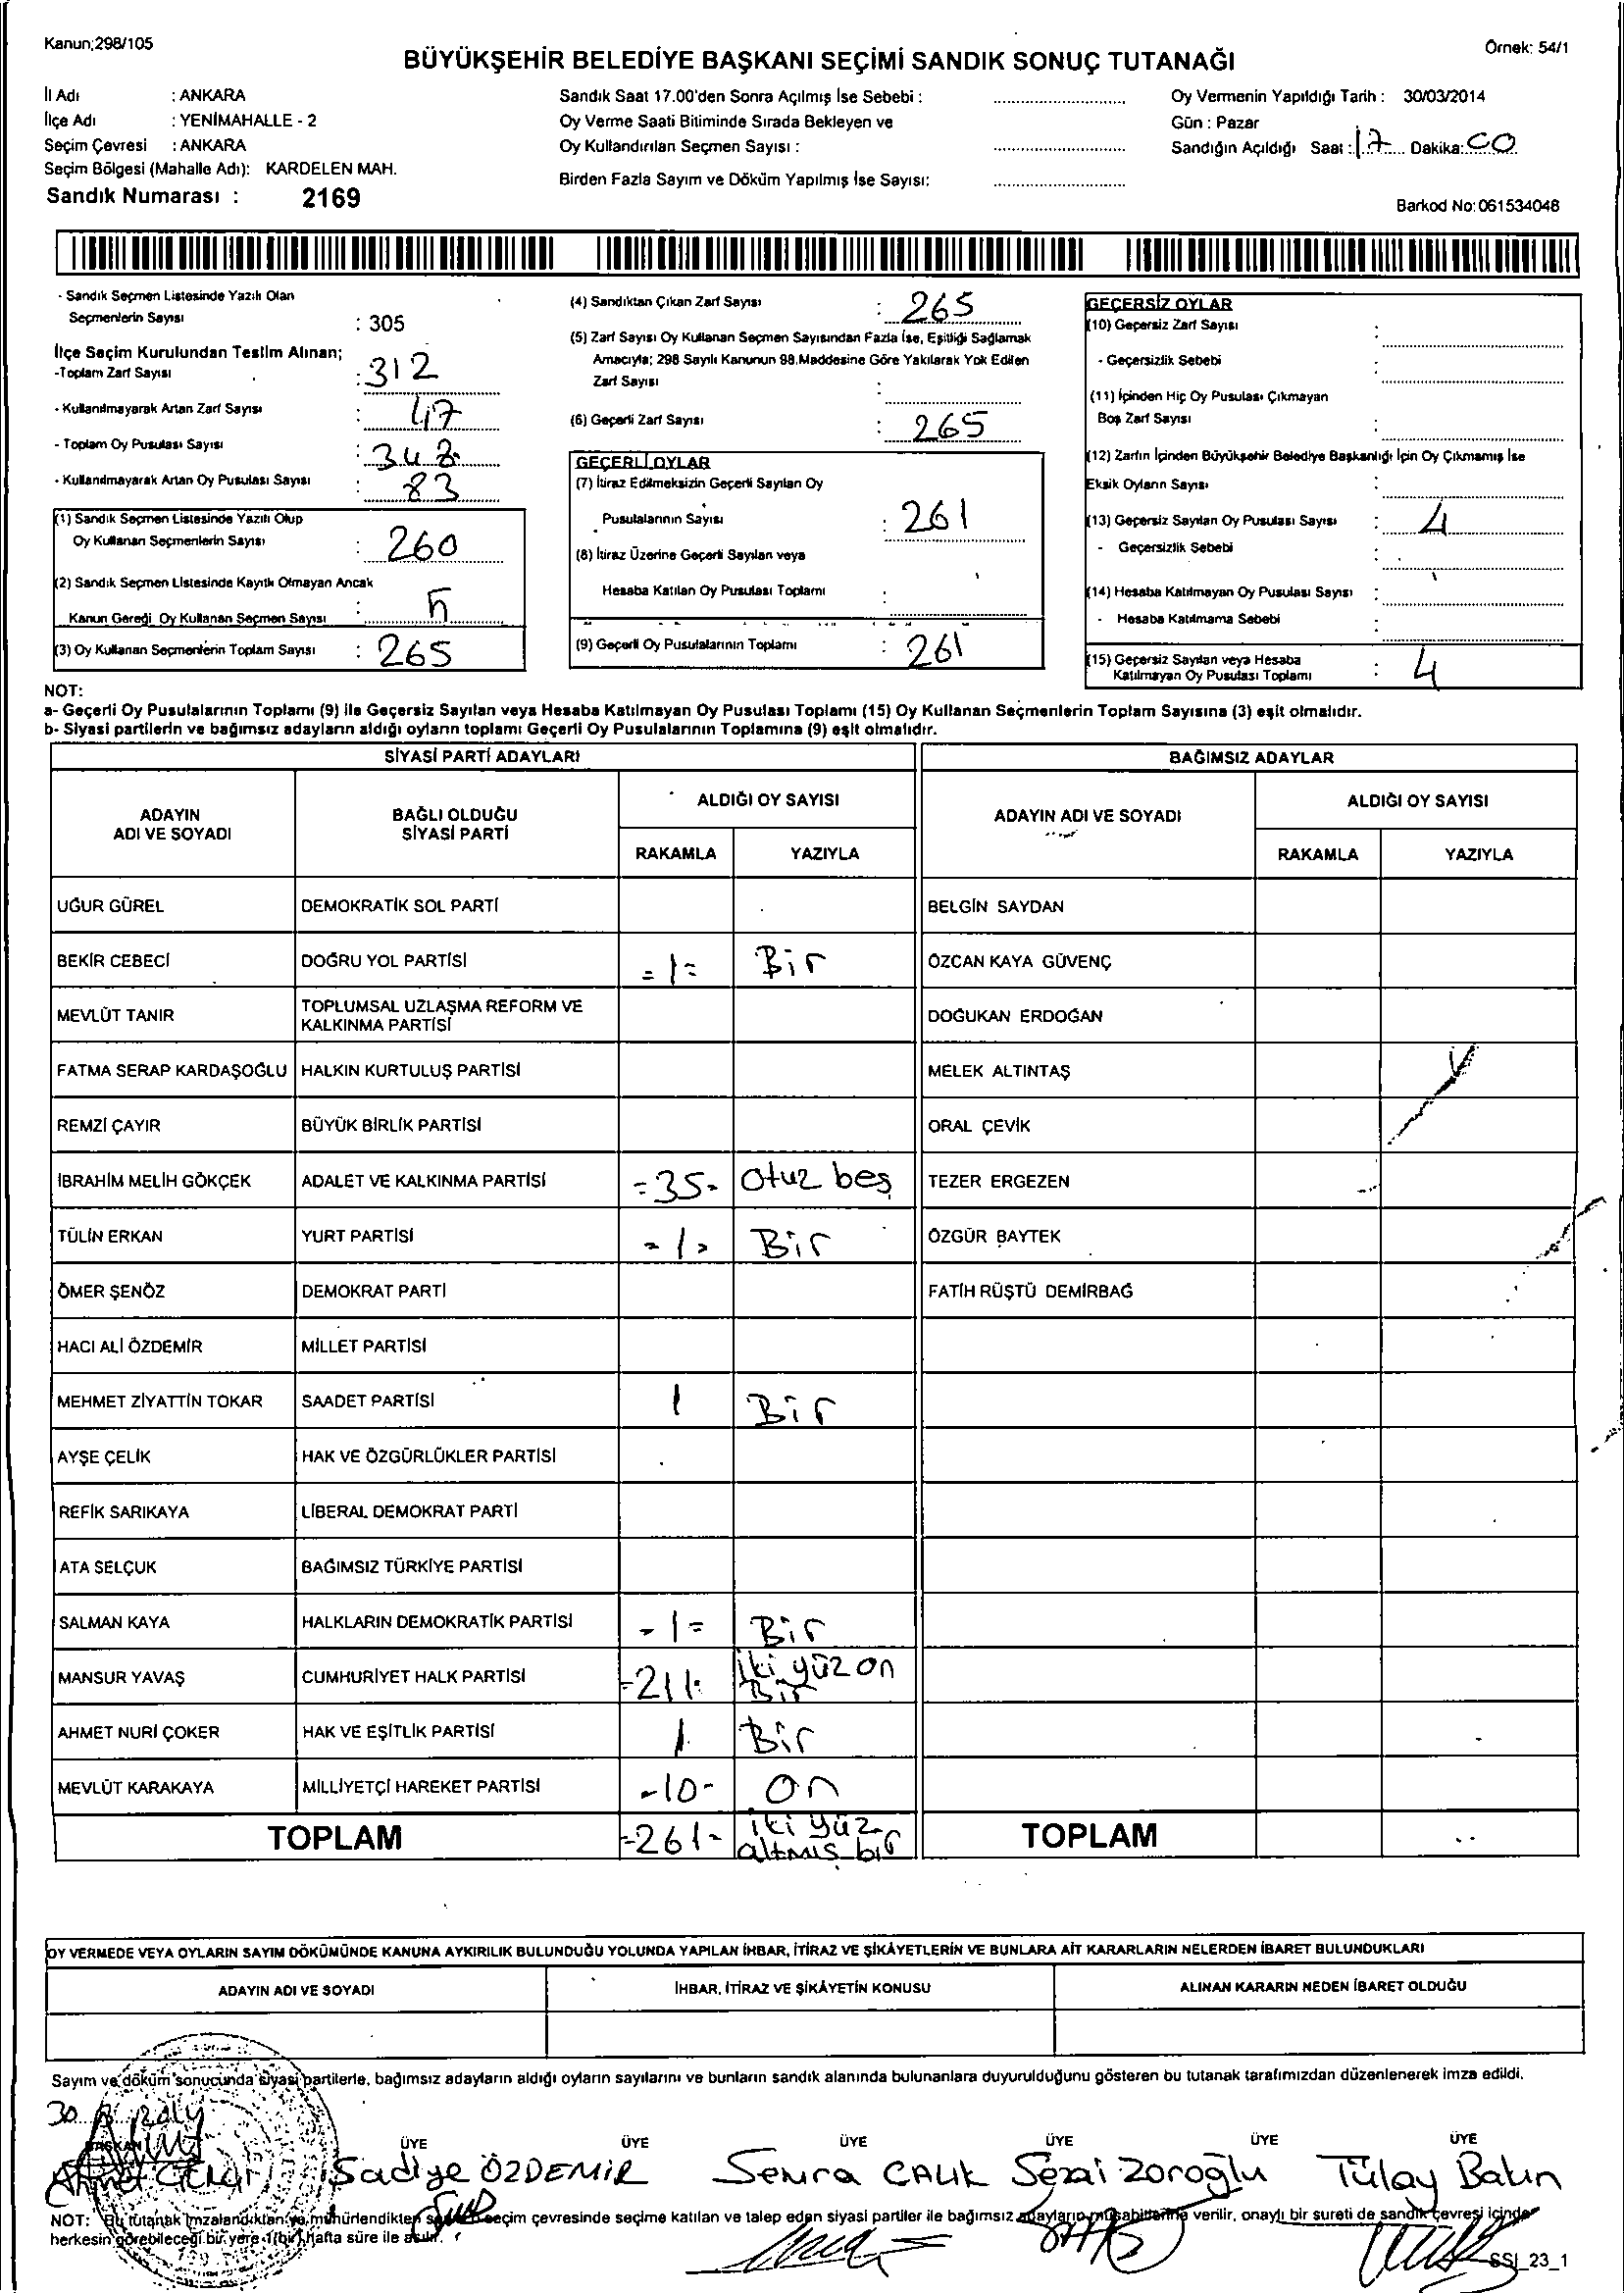 Kanun;298/105
Örnek: 54/1
BÜYÜKŞEHİR BELEDİYE BAŞKANI SEÇİMİ SANDIK SONUÇ TUTANAĞI
İl Adı : ANKARA
İlçe Adı : YENİMAHALLE - 2
Seçim Çevresi : ANKARA
Seçim Bölgesi (Mahalle Adı): KARDELEN MAH.
Sandık Numarası : 2169
Sandık Saat 17.00'den Sonra Açılmış İse Sebebi :
Oy Verme Saati Bitiminde Sırada Bekleyen ve
Oy Kullandırılan Seçmen Sayısı :
Birden Fazla Sayım ve Döküm Yapılmış İse Sayısı:
Oy Vermenin Yapıldığı Tarih : 30/03/2014
Gün : Pazar
Sandığın Açıldığı Saat : 17 Dakika: 00
Barkod No: 061534048
- Sandık Seçmen Listesinde Yazılı Olan
Seçmenlerin Sayısı : 305
İlçe Seçim Kurulundan Teslim Alınan;
-Toplam Zarf Sayısı : 312
- Kullanılmayarak Artan Zarf Sayısı : 47
- Toplam Oy Pusulası Sayısı : 348
- Kullanılmayarak Artan Oy Pusulası Sayısı : 83
(1) Sandık Seçmen Listesinde Yazılı Olup
Oy Kullanan Seçmenlerin Sayısı : 260
(2) Sandık Seçmen Listesinde Kayıtlı Olmayan Ancak
Kanun Gereği Oy Kullanan Seçmen Sayısı : 5
(3) Oy Kullanan Seçmenlerin Toplam Sayısı : 265
(4) Sandıktan Çıkan Zarf Sayısı : 265
(5) Zarf Sayısı Oy Kullanan Seçmen Sayısından Fazla İse, Eşitliği Sağlamak
Amacıyla; 298 Sayılı Kanunun 98.Maddesine Göre Yakılarak Yok Edilen
Zarf Sayısı :
(6) Geçerli Zarf Sayısı : 265
GEÇERLİ OYLAR
(7) İtiraz Edilmeksizin Geçerli Sayılan Oy
Pusulalarının Sayısı : 261
(8) İtiraz Üzerine Geçerli Sayılan veya
Hesaba Katılan Oy Pusulası Toplamı :
(9) Geçerli Oy Pusulalarının Toplamı : 261
GEÇERSİZ OYLAR
(10) Geçersiz Zarf Sayısı :
- Geçersizlik Sebebi :
(11) İçinden Hiç Oy Pusulası Çıkmayan
Boş Zarf Sayısı :
(12) Zarfın İçinden Büyükşehir Belediye Başkanlığı İçin Oy Çıkmamış İse
Eksik Oyların Sayısı
(13) Geçersiz Sayılan Oy Pusulası Sayısı : 4
- Geçersizlik Sebebi :
(14) Hesaba Katılmayan Oy Pusulası Sayısı :
- Hesaba Katılmama Sebebi :
(15) Geçersiz Sayılan veya Hesaba
Katılmayan Oy Pusulası Toplamı : 4
NOT:
a- Geçerli Oy Pusulalarının Toplamı (9) ile Geçersiz Sayılan veya Hesaba Katılmayan Oy Pusulası Toplamı (15) Oy Kullanan Seçmenlerin Toplam Sayısına (3) eşit olmalıdır.
b- Siyasi partilerin ve bağımsız adayların aldığı oyların toplamı Geçerli Oy Pusulalarının Toplamına (9) eşit olmalıdır.
SİYASİ PARTİ ADAYLARI
BAĞIMSIZ ADAYLAR
ADAYIN ADI VE SOYADI
BAĞLI OLDUĞU SİYASİ PARTİ
ALDIĞI OY SAYISI
RAKAMLA YAZIYLA
ADAYIN ADI VE SOYADI
ALDIĞI OY SAYISI
RAKAMLA YAZIYLA
UĞUR GÜREL DEMOKRATİK SOL PARTİ BELGİN SAYDAN
BEKİR CEBECİ DOĞRU YOL PARTİSİ =1= Bir ÖZCAN KAYA GÜVENÇ
MEVLÜT TANIR TOPLUMSAL UZLAŞMA REFORM VE KALKINMA PARTİSİ DOĞUKAN ERDOĞAN
FATMA SERAP KARDAŞOĞLU HALKIN KURTULUŞ PARTİSİ MELEK ALTINTAŞ
REMZİ ÇAYIR BÜYÜK BİRLİK PARTİSİ ORAL ÇEVİK
İBRAHİM MELİH GÖKÇEK ADALET VE KALKINMA PARTİSİ =35- Otuz beş TEZER ERGEZEN
TÜLİN ERKAN YURT PARTİSİ =1= Bir ÖZGÜR BAYTEK
ÖMER ŞENÖZ DEMOKRAT PARTİ FATİH RÜŞTÜ DEMİRBAĞ
HACI ALİ ÖZDEMİR MİLLET PARTİSİ
MEHMET ZİYATTİN TOKAR SAADET PARTİSİ 1 Bir
AYŞE ÇELİK HAK VE ÖZGÜRLÜKLER PARTİSİ
REFİK SARIKAYA LİBERAL DEMOKRAT PARTİ
ATA SELÇUK BAĞIMSIZ TÜRKİYE PARTİSİ
SALMAN KAYA HALKLARIN DEMOKRATİK PARTİSİ -1= Bir
MANSUR YAVAŞ CUMHURİYET HALK PARTİSİ =211- iki yüz on Bir
AHMET NURİ ÇOKER HAK VE EŞİTLİK PARTİSİ 1 Bir
MEVLÜT KARAKAYA MİLLİYETÇİ HAREKET PARTİSİ -10- On
TOPLAM =261- iki yüz altmış bir TOPLAM
OY VERMEDE VEYA OYLARIN SAYIM DÖKÜMÜNDE KANUNA AYKIRILIK BULUNDUĞU YOLUNDA YAPILAN İHBAR, İTİRAZ VE ŞİKÂYETLERİN VE BUNLARA AİT KARARLARIN NELERDEN İBARET BULUNDUKLARI
ADAYIN ADI VE SOYADI İHBAR, İTİRAZ VE ŞİKÂYETİN KONUSU ALINAN KARARIN NEDEN İBARET OLDUĞU
Sayım ve döküm sonucunda siyasi partilerle, bağımsız adayların aldığı oyların sayılarını ve bunların sandık alanında bulunanlara duyurulduğunu gösteren bu tutanak tarafımızdan düzenlenerek imza edildi.
30 2014
BAŞKAN ÜYE ÜYE ÜYE ÜYE ÜYE ÜYE
Ahmet Sadiye ÖZDEMİR Semra ÇALIK Sezai Zoroğlu Tülay Batın
NOT: Bu tutanak imzalandıktan ve mühürlendikten seçim çevresinde seçime katılan ve talep eden siyasi partiler ile bağımsız adayların müşahitlerine verilir, onaylı bir sureti de sandık çevresi içinde
herkesin görebileceği bir yere 1(bir) hafta süre ile asılır.
SSI_23_1